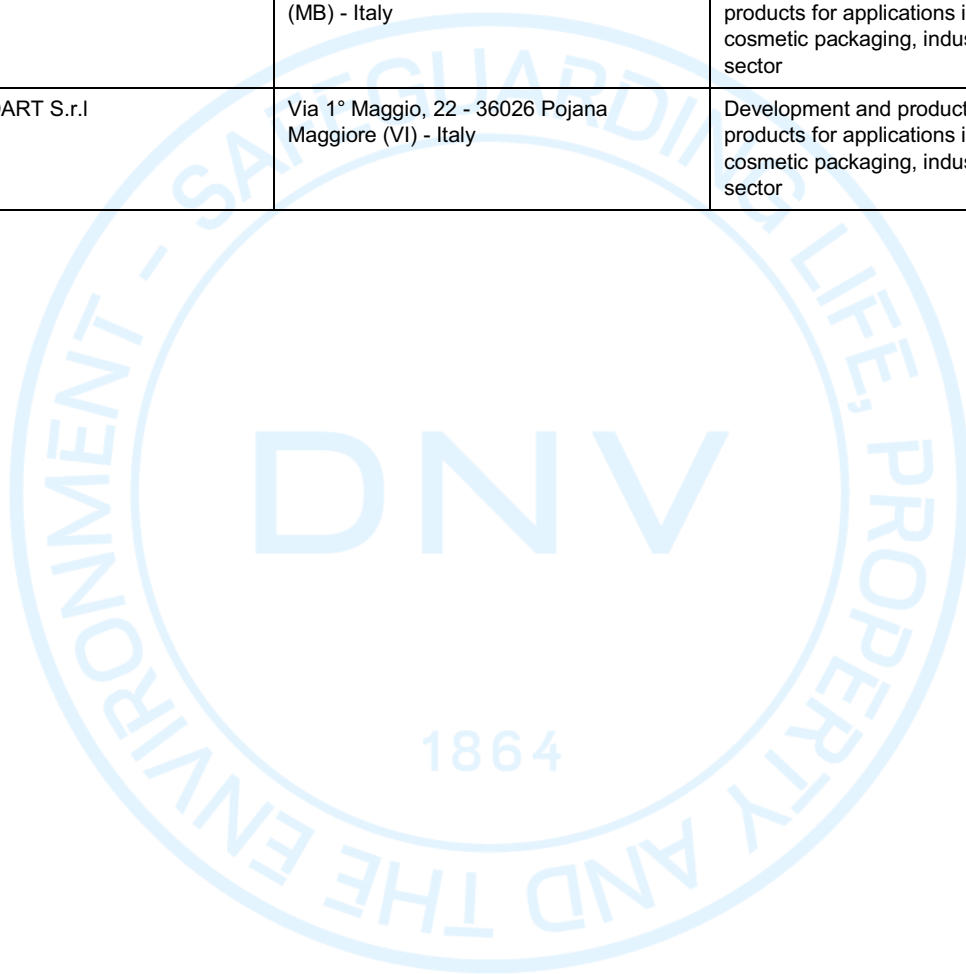 (MB) - Italy
products for applications i
cosmetic packaging, indus
sector
ART S.r.l
Via 1° Maggio, 22 - 36026 Pojana
Maggiore (VI) - Italy
Development and product
products for applications i
cosmetic packaging, indus
sector
SAFEGUARDING LIFE, PROPERTY AND THE ENVIRONMENT -
DNV
1864